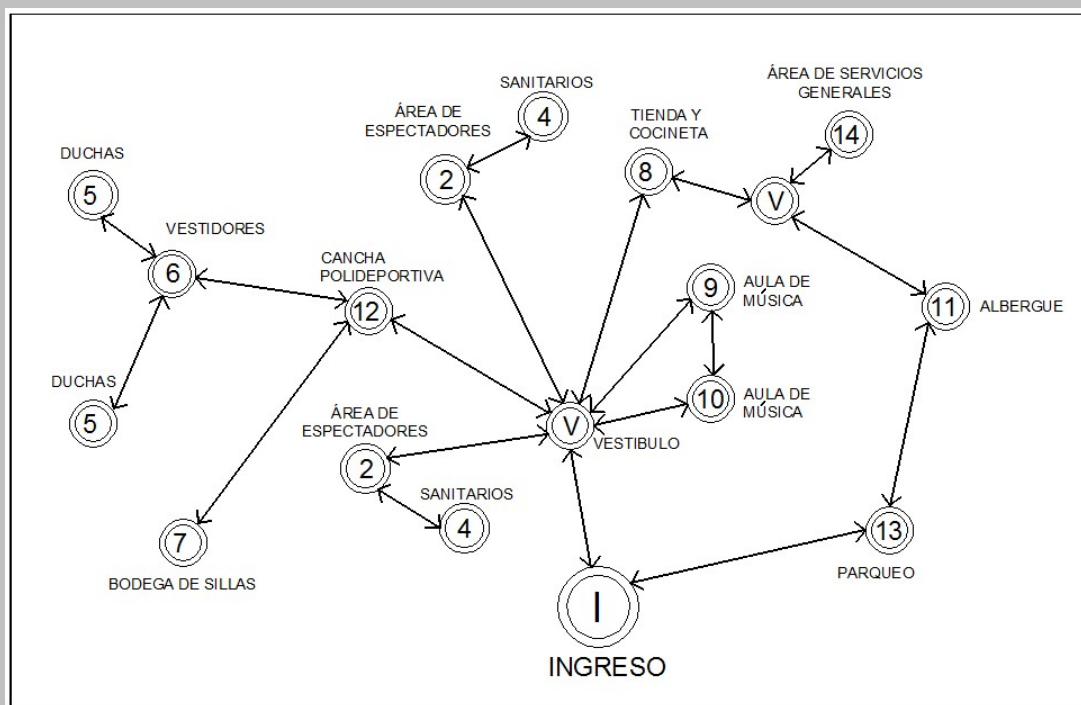 ÁREA DE SERVICIOS
GENERALES
14
SANITARIOS
4
ÁREA DE
ESPECTADORES
2
TIENDA Y
COCINETA
8
V
DUCHAS
5
VESTIDORES
6
CANCHA
POLIDEPORTIVA
12
9
AULA DE
MÚSICA
11
ALBERGUE
10
AULA DE
MÚSICA
DUCHAS
5
V
VESTIBULO
ÁREA DE
ESPECTADORES
2
SANITARIOS
4
7
BODEGA DE SILLAS
13
PARQUEO
I
INGRESO